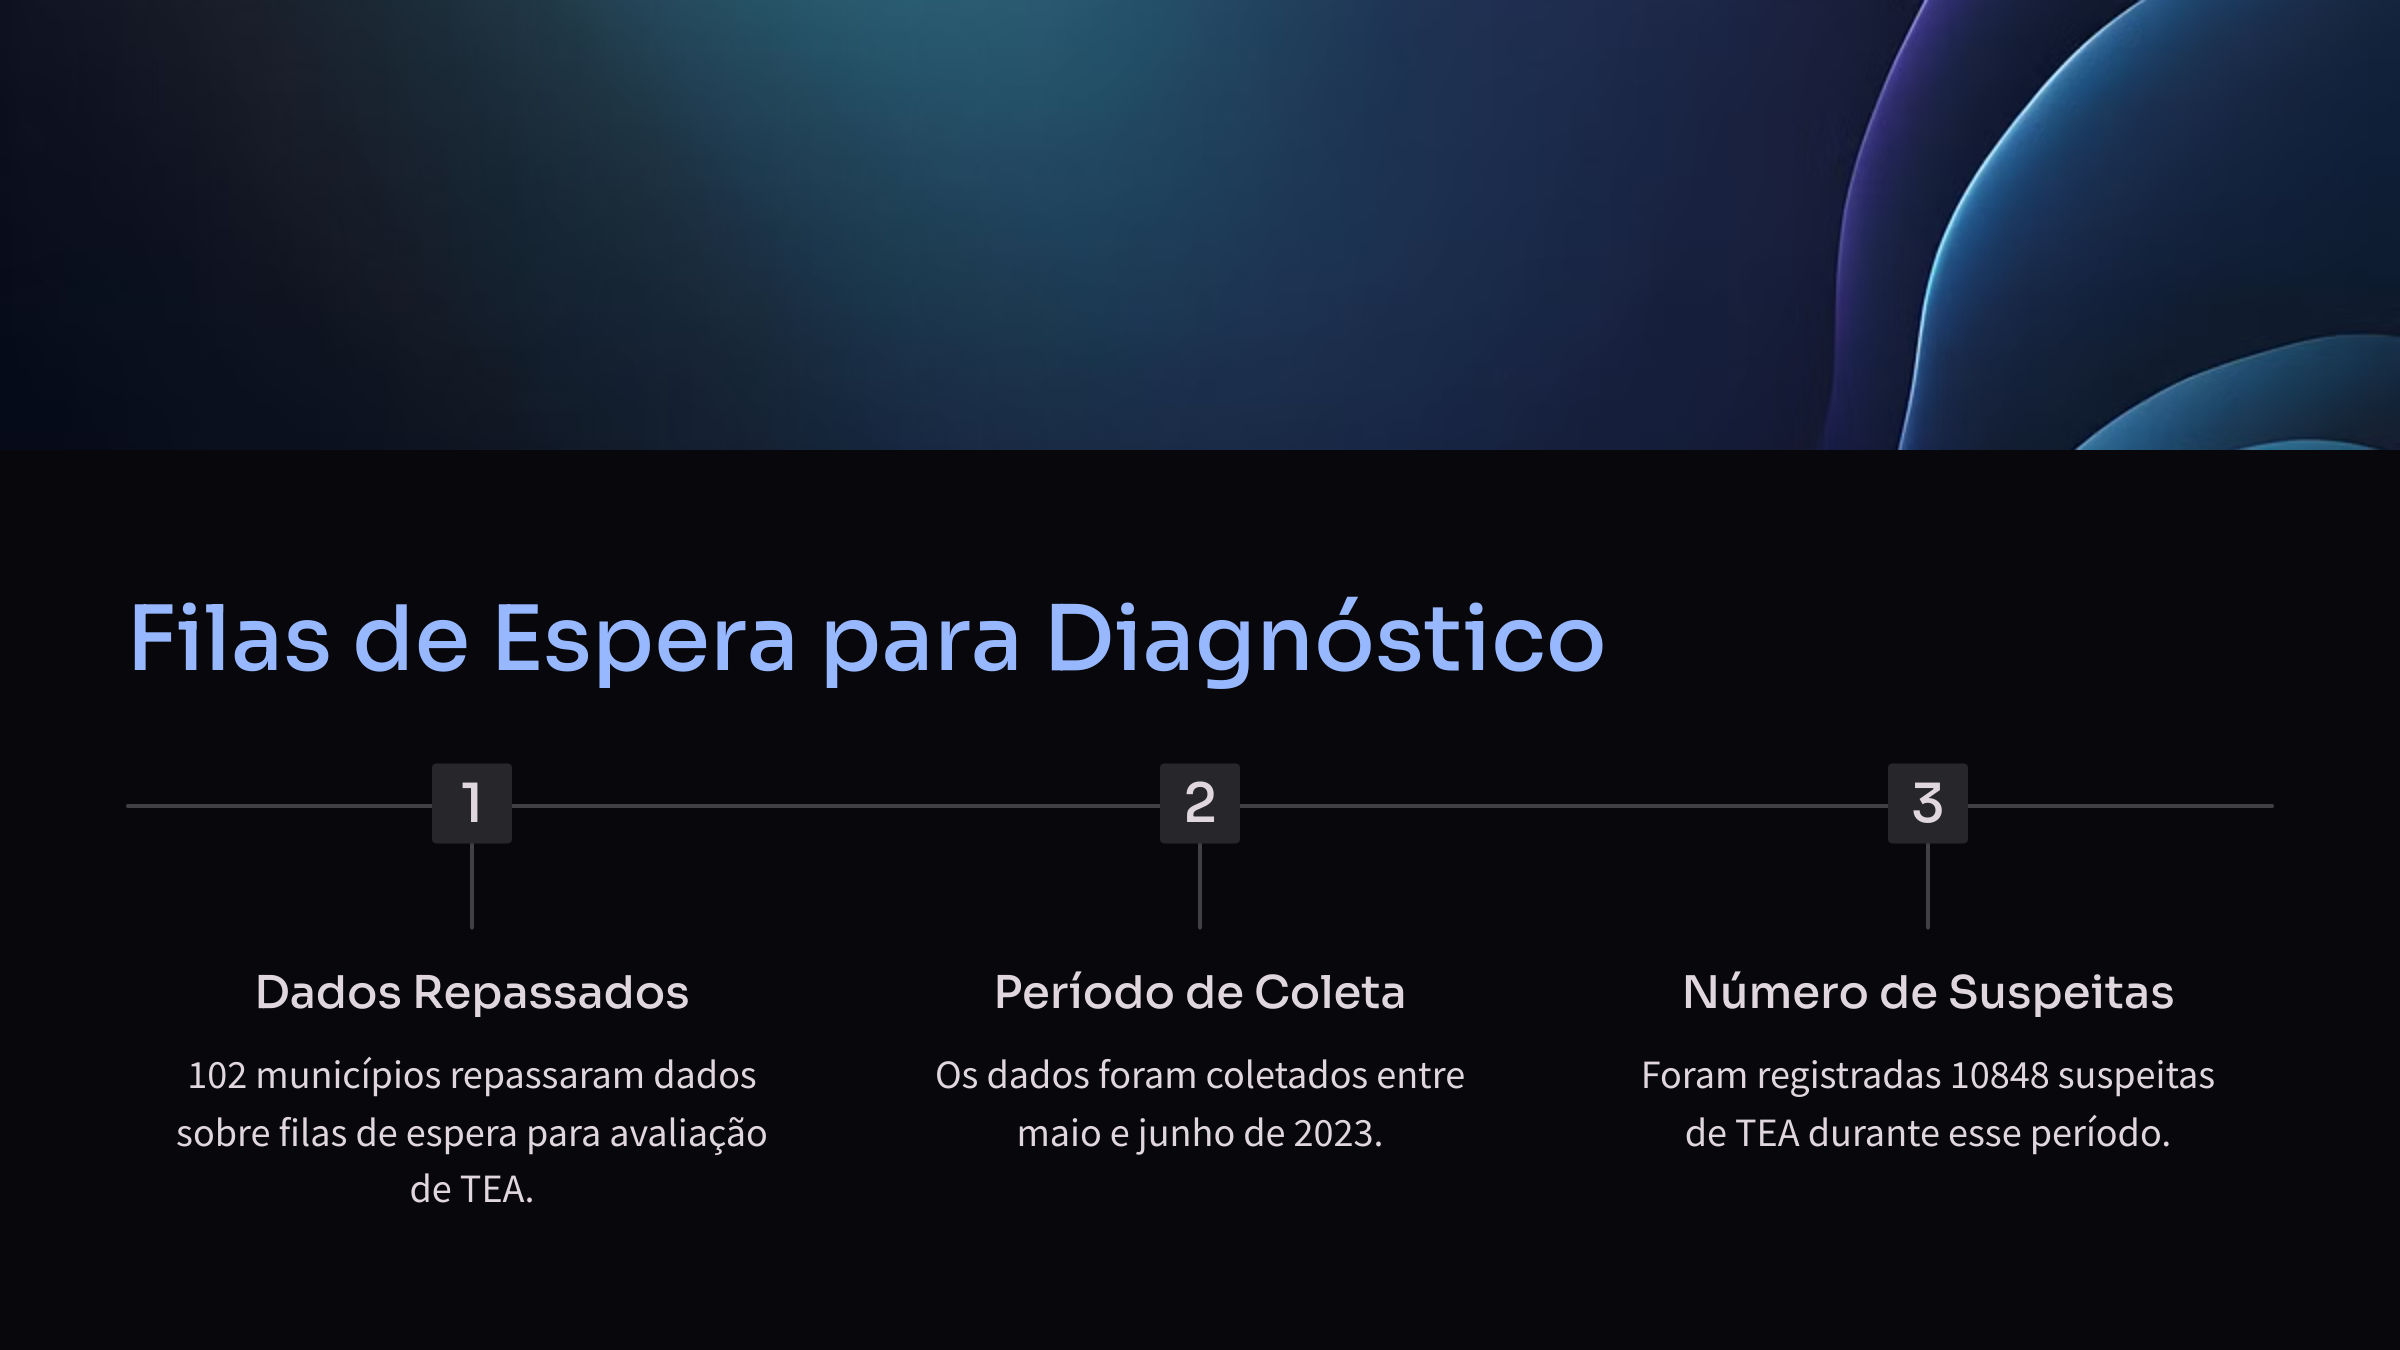 Filas de Espera para Diagnóstico
1
2
3
Dados Repassados
102 municípios repassaram dados
sobre filas de espera para avaliação
de TEA.
Período de Coleta
Os dados foram coletados entre
maio e junho de 2023.
Número de Suspeitas
Foram registradas 10848 suspeitas
de TEA durante esse período.